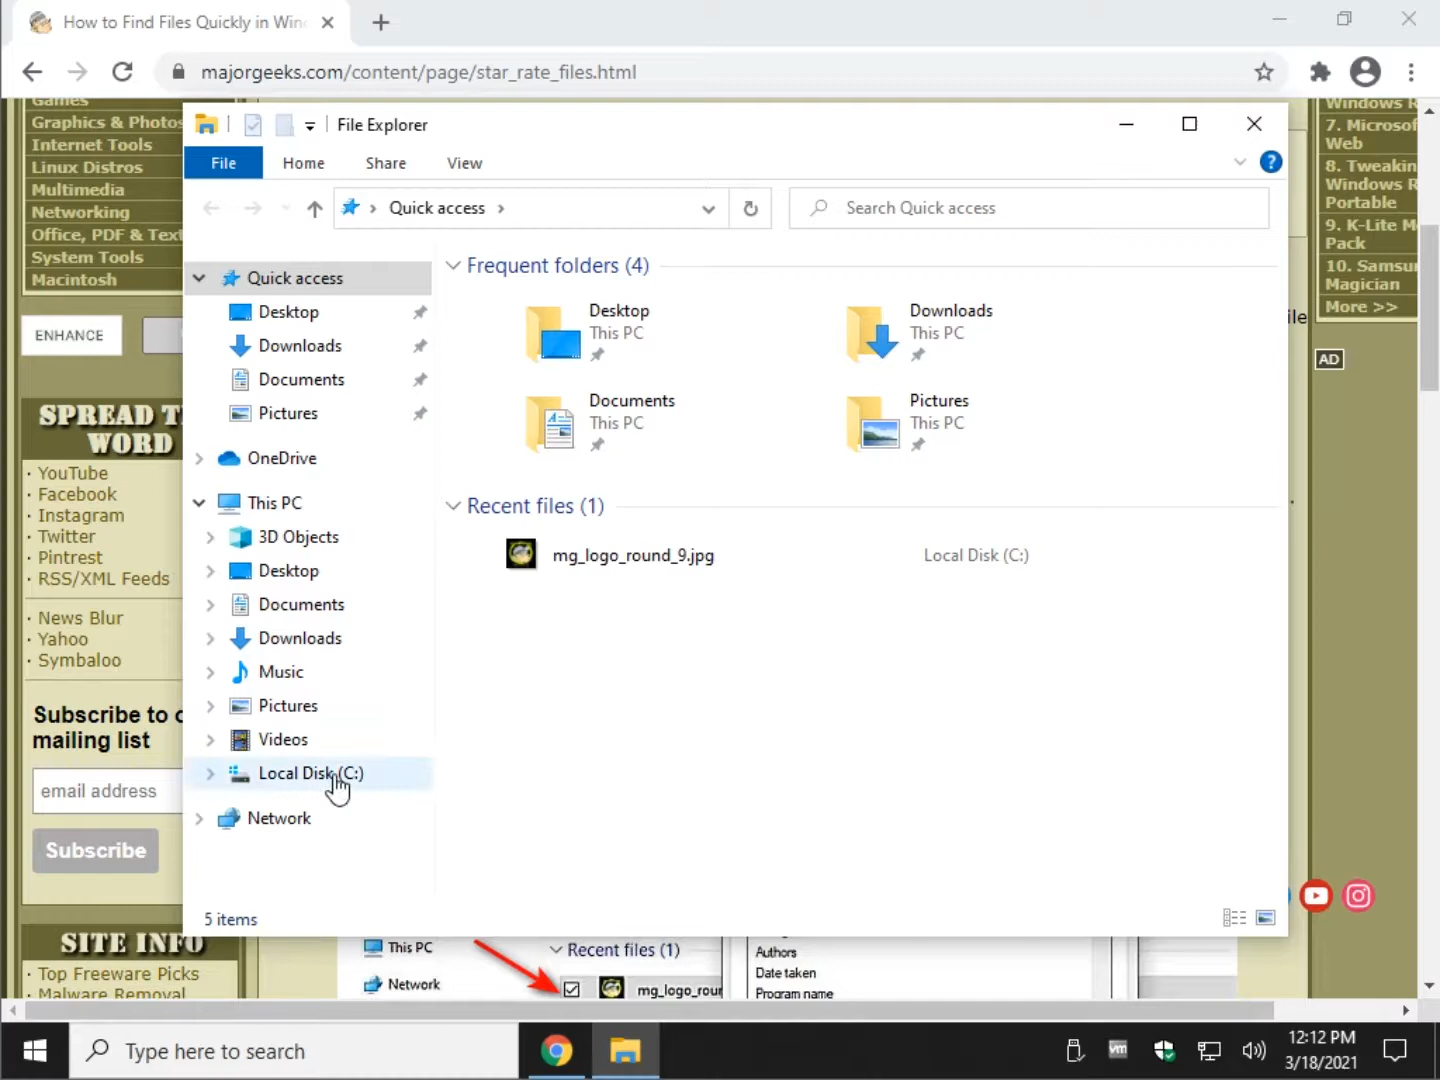 How to Find Files Quickly in Win
majorgeeks.com/content/page/star_rate_files.html
Games
Graphics & Photos
Internet Tools
Linux Distros
Multimedia
Networking
Office, PDF & Text
System Tools
Macintosh
ENHANCE
SPREAD T
WORD
· YouTube
· Facebook
· Instagram
· Twitter
· Pintrest
· RSS/XML Feeds
· News Blur
· Yahoo
· Symbaloo
Subscribe to
mailing list
email address
Subscribe
SITE INFO
· Top Freeware Picks
· Malware Removal
File Explorer
File Home Share View
Quick access
Search Quick access
Quick access
Desktop
Downloads
Documents
Pictures
OneDrive
This PC
3D Objects
Desktop
Documents
Downloads
Music
Pictures
Videos
Local Disk (C:)
Network
5 items
Frequent folders (4)
Desktop
This PC
Downloads
This PC
Documents
This PC
Pictures
This PC
Recent files (1)
mg_logo_round_9.jpg Local Disk (C:)
Windows R
7. Microsof
Web
8. Tweakin
Windows R
Portable
9. K-Lite M
Pack
10. Samsu
Magician
More >>
ile
AD
This PC
Network
Recent files (1)
mg_logo_rour
Authors
Date taken
Program name
Type here to search
vm
12:12 PM
3/18/2021